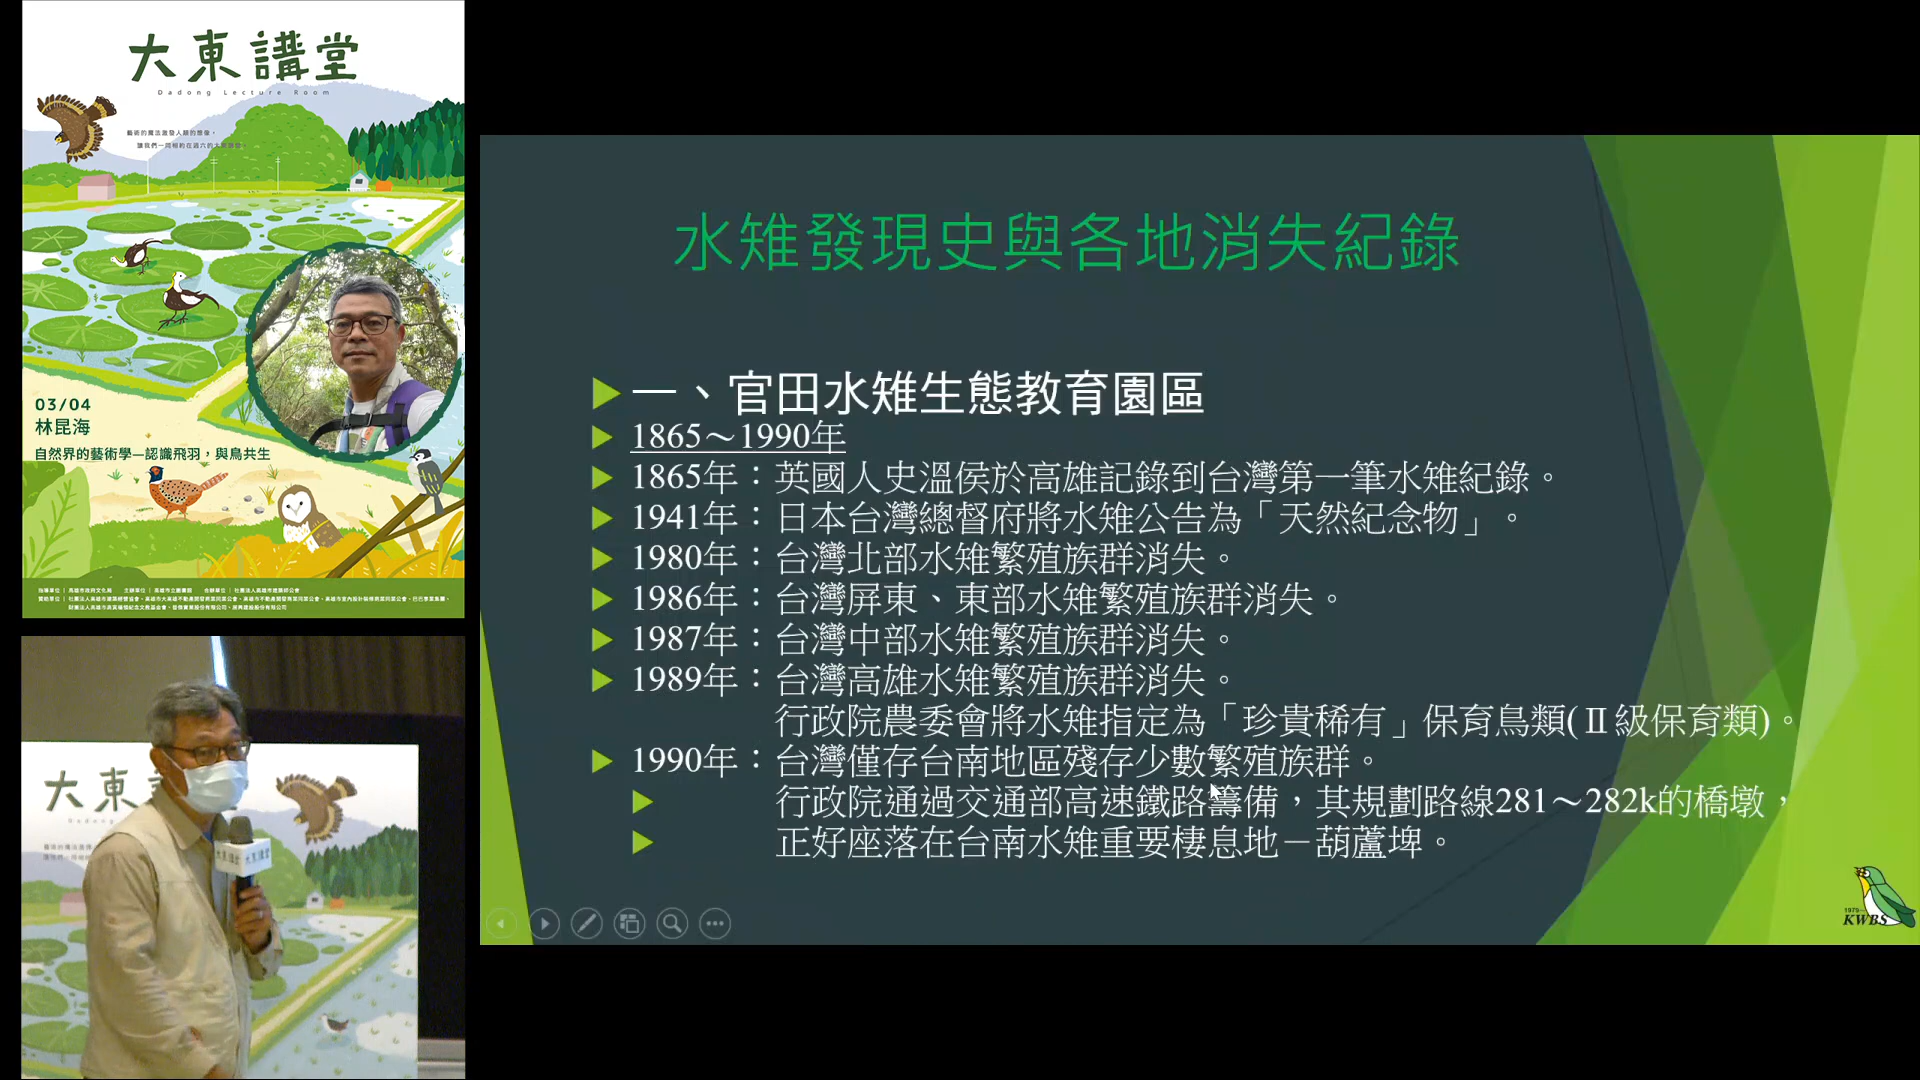 大東講堂
Dadong Lecture Room
藝術的魔法激發人類的想像，
讓我們一同相約在週六的大東講堂。
03/04
林昆海
自然界的藝術學—認識飛羽，與鳥共生
水雉發現史與各地消失紀錄
一、官田水雉生態教育園區
1865～1990年
1865年：英國人史溫侯於高雄記錄到台灣第一筆水雉紀錄。
1941年：日本台灣總督府將水雉公告為「天然紀念物」。
1980年：台灣北部水雉繁殖族群消失。
1986年：台灣屏東、東部水雉繁殖族群消失。
1987年：台灣中部水雉繁殖族群消失。
1989年：台灣高雄水雉繁殖族群消失。
行政院農委會將水雉指定為「珍貴稀有」保育鳥類(Ⅱ級保育類)。
1990年：台灣僅存台南地區殘存少數繁殖族群。
行政院通過交通部高速鐵路籌備，其規劃路線281～282k的橋墩，
正好座落在台南水雉重要棲息地－葫蘆埤。
1979
KWBS
大東
大東講堂